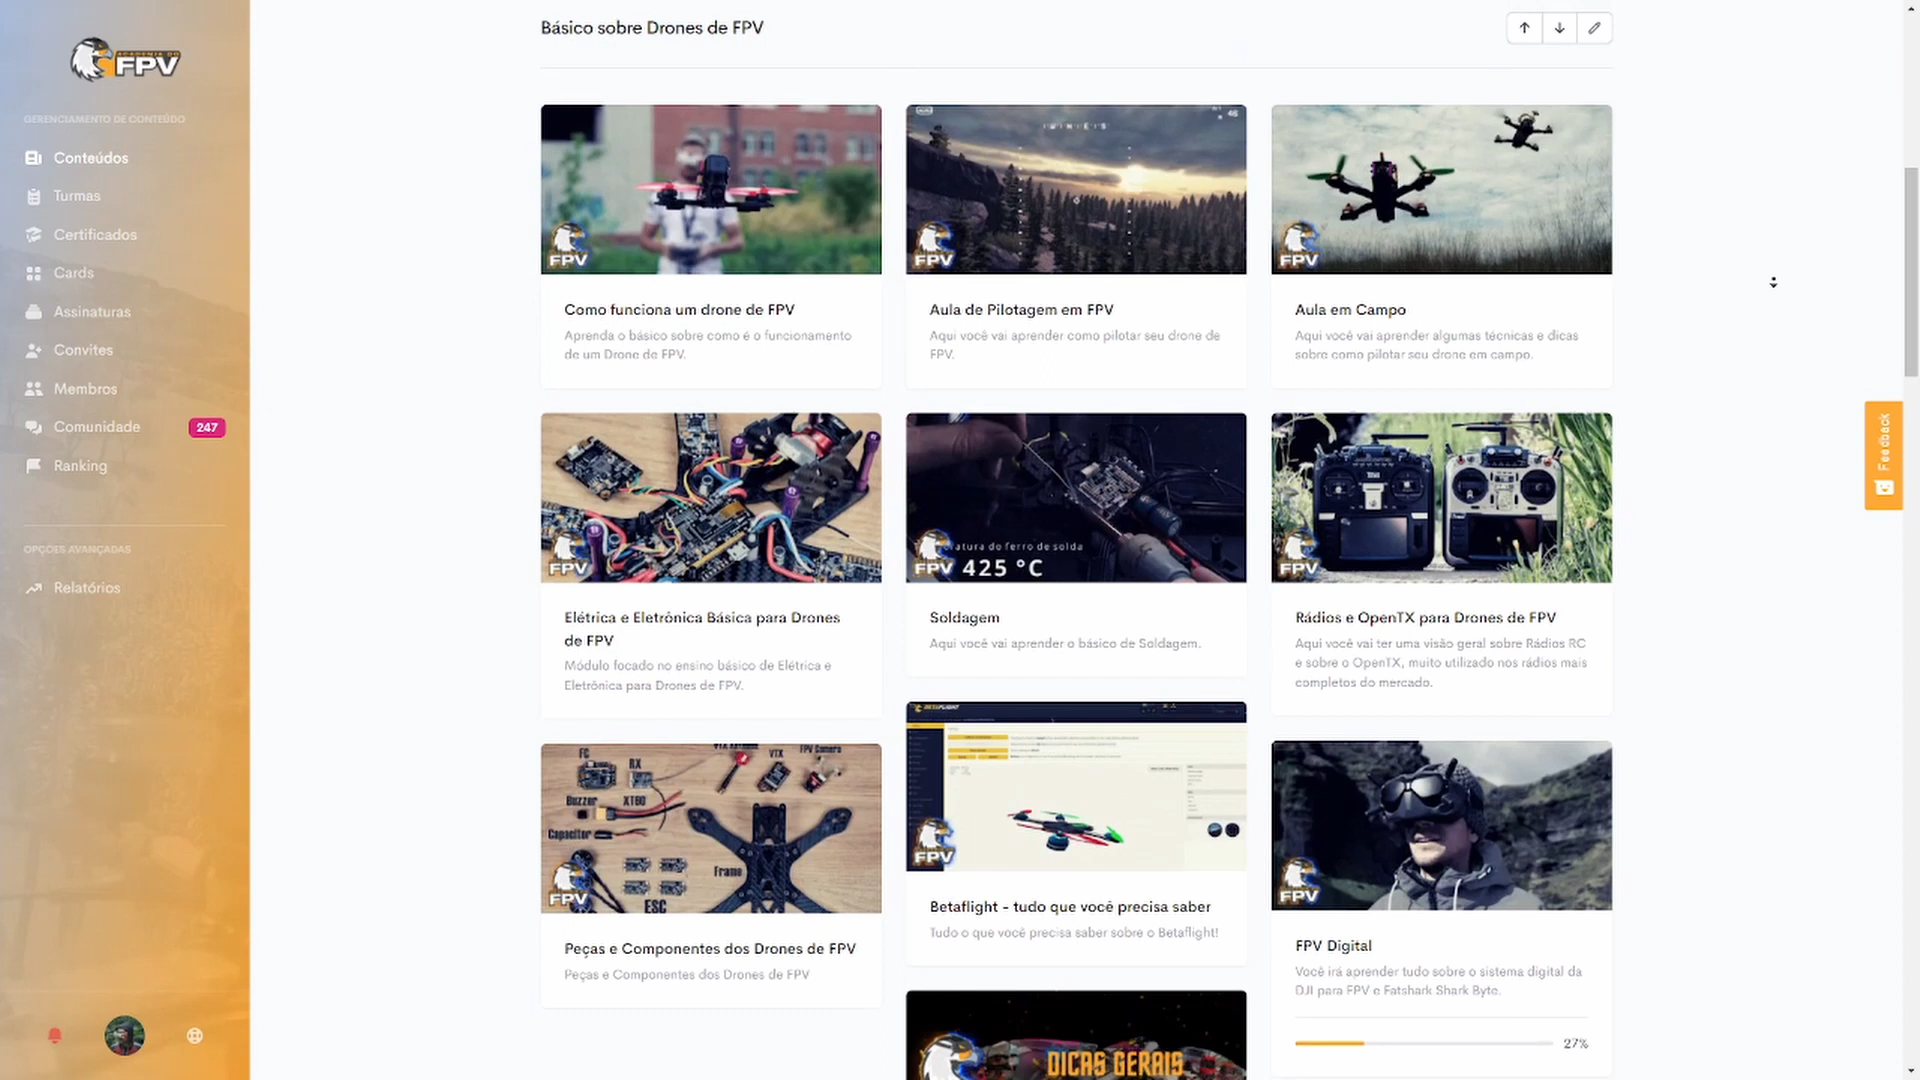 ACADEMIA DO
FPV
GERENCIAMENTO DE CONTEÚDO
Conteúdos
Turmas
Certificados
Cards
Assinaturas
Convites
Membros
Comunidade
247
Ranking
OPÇÕES AVANÇADAS
Relatórios
Básico sobre Drones de FPV
FPV
Como funciona um drone de FPV
Aprenda o básico sobre como é o funcionamento
de um Drone de FPV.
46
FPV
Aula de Pilotagem em FPV
Aqui você vai aprender como pilotar seu drone de
FPV.
FPV
Aula em Campo
Aqui você vai aprender algumas técnicas e dicas
sobre como pilotar seu drone em campo.
FPV
Elétrica e Eletrônica Básica para Drones
de FPV
Módulo focado no ensino básico de Elétrica e
Eletrônica para Drones de FPV.
ratura do ferro de solda
FPV
425 °C
Soldagem
Aqui você vai aprender o básico de Soldagem.
FPV
Rádios e OpenTX para Drones de FPV
Aqui você vai ter uma visão geral sobre Rádios RC
e sobre o OpenTX, muito utilizado nos rádios mais
completos do mercado.
FC
RX
VTX
FPV Camera
Buzzer
XT60
Capacitor
Frame
ESC
FPV
Peças e Componentes dos Drones de FPV
Peças e Componentes dos Drones de FPV
BETAFLIGHT
FPV
Betaflight - tudo que você precisa saber
Tudo o que você precisa saber sobre o Betaflight!
DICAS GERAIS
FPV
FPV Digital
Você irá aprender tudo sobre o sistema digital da
DJI para FPV e Fatshark Shark Byte.
27%
Feedback